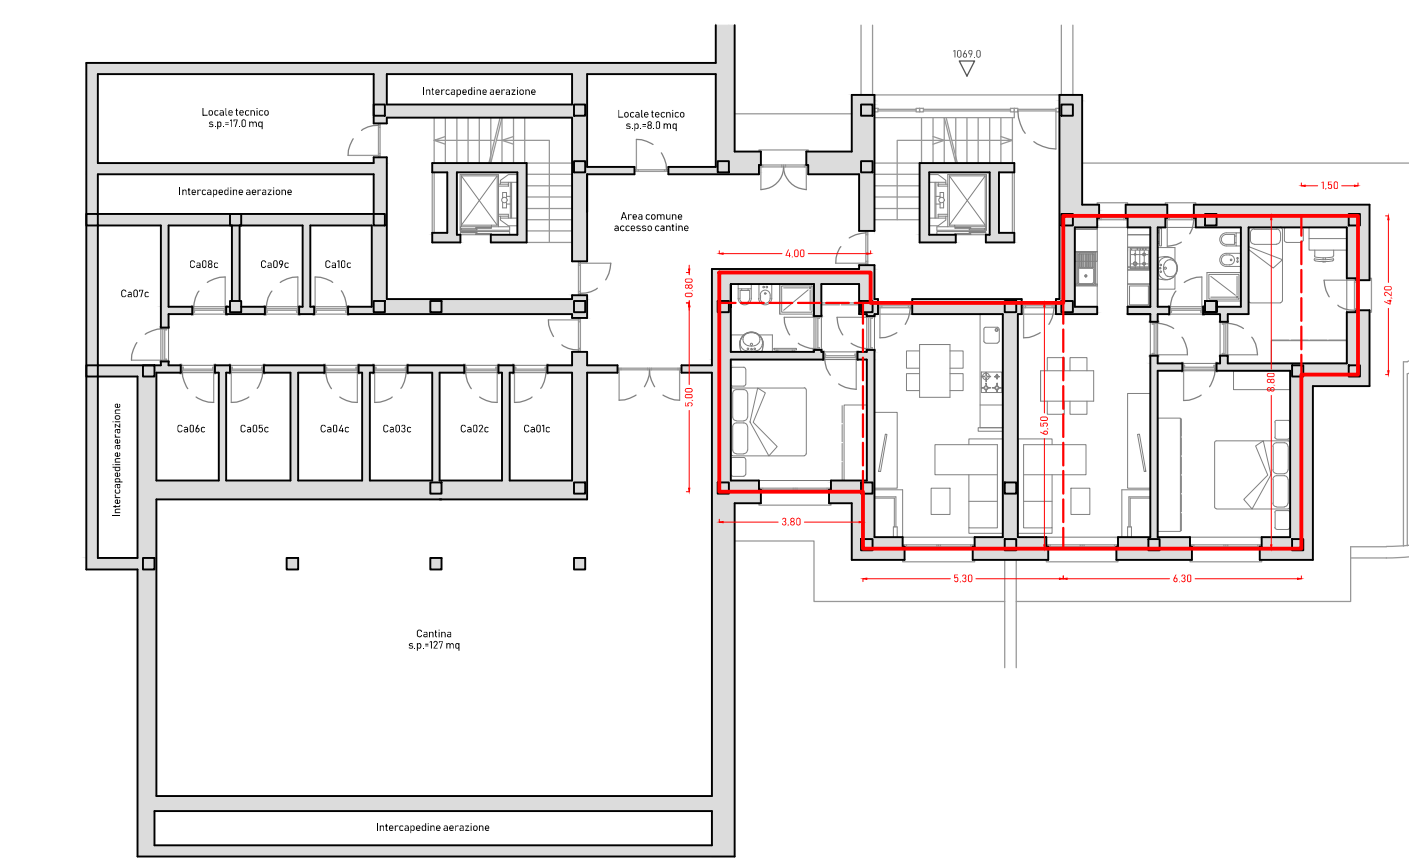 1069.0
Intercapedine aerazione
Locale tecnico
s.p.=17.0 mq
Locale tecnico
s.p.=8.0 mq
Intercapedine aerazione
1.50
Area comune
accesso cantine
4.00
Ca08c
Ca09c
Ca10c
Ca07c
0.80
4.20
8.80
5.00
6.50
Intercapedine aerazione
Ca06c
Ca05c
Ca04c
Ca03c
Ca02c
Ca01c
3.80
5.30
6.30
Cantina
s.p.=127 mq
Intercapedine aerazione